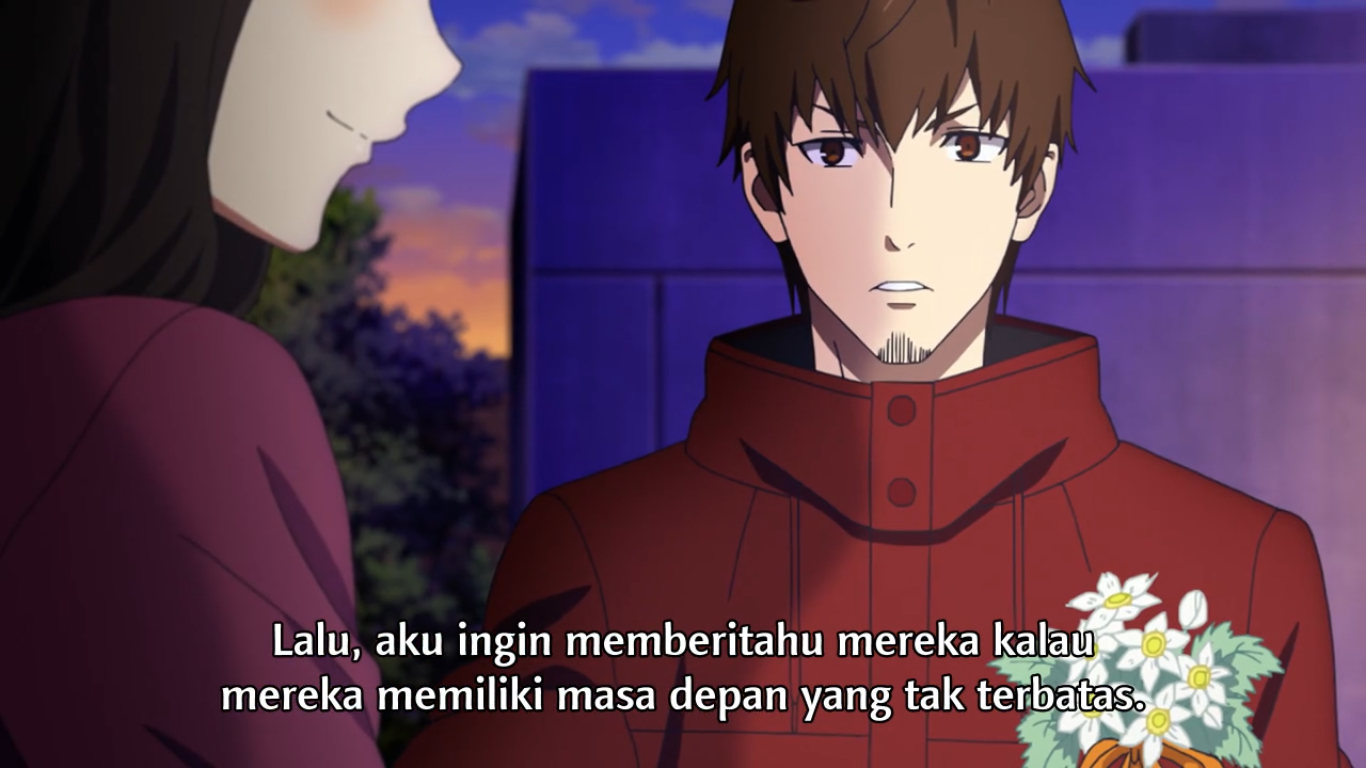 Lalu, aku ingin memberitahu mereka kalau
mereka memiliki masa depan yang tak terbatas.